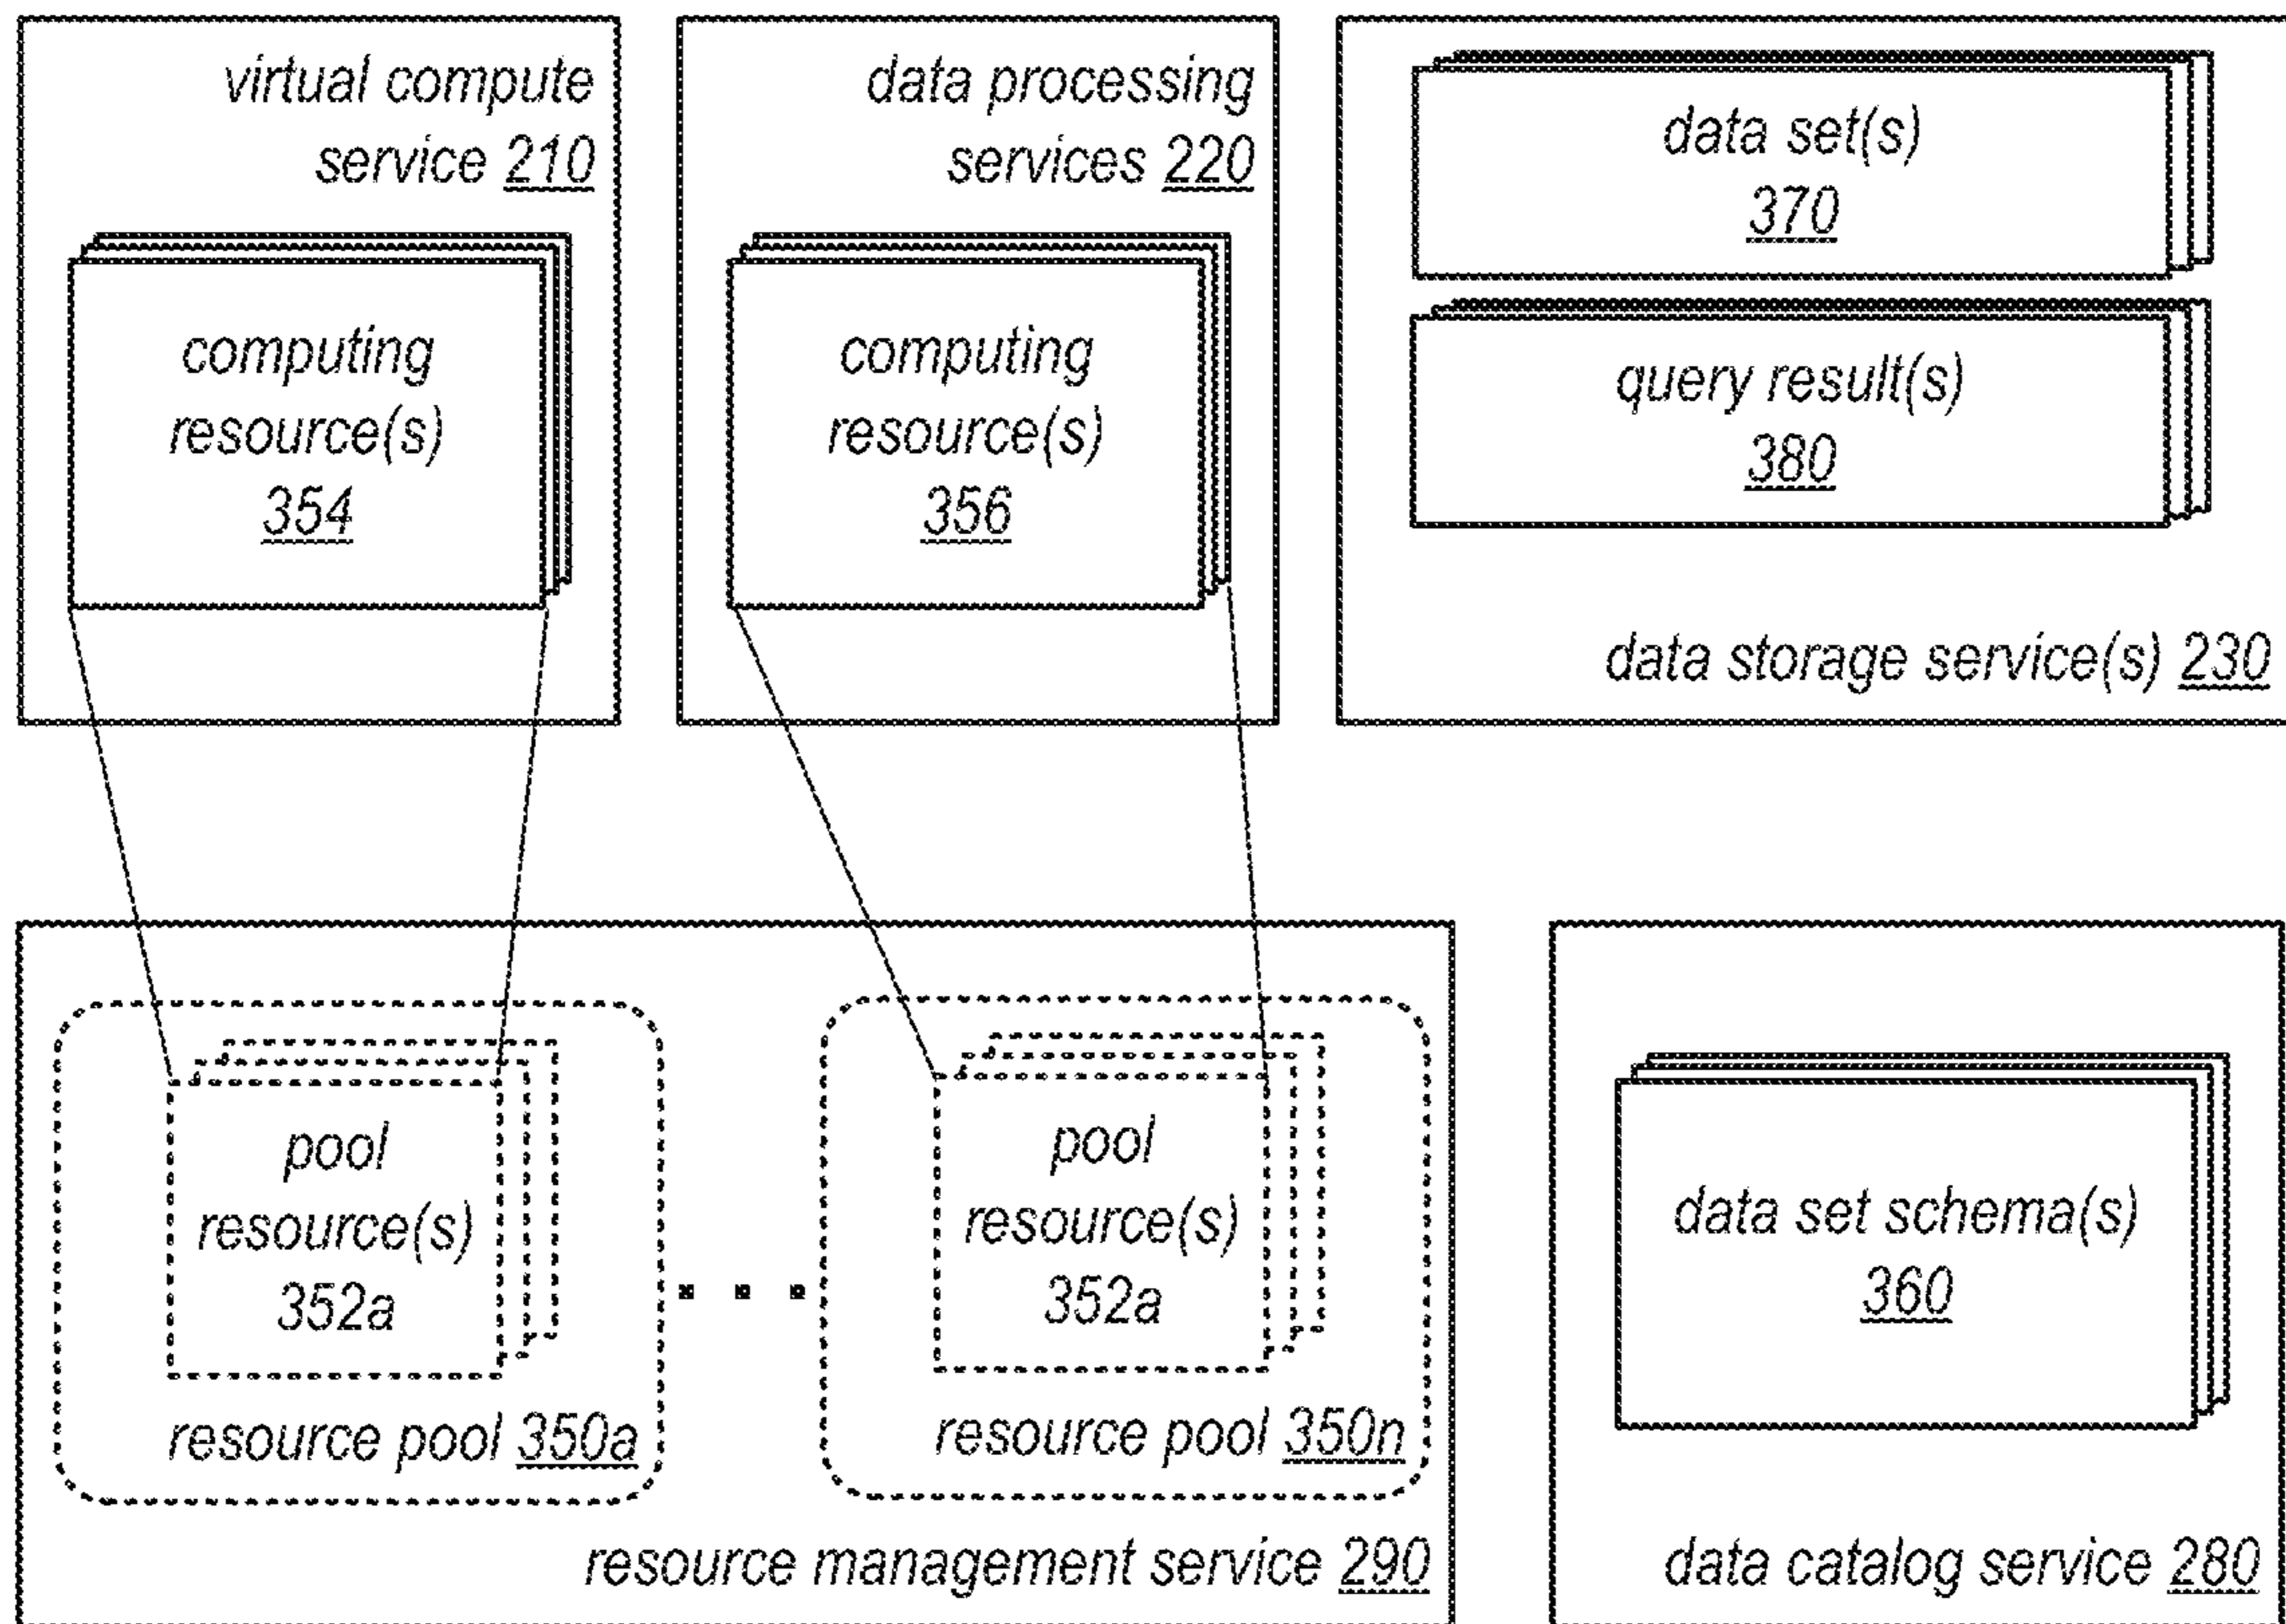 virtual compute
service 210
computing
resource(s)
354
data processing
services 220
computing
resource(s)
356
data set(s)
370
query result(s)
380
data storage service(s) 230
pool
resource(s)
352a
resource pool 350a
. . .
pool
resource(s)
352a
resource pool 350n
resource management service 290
data set schema(s)
360
data catalog service 280